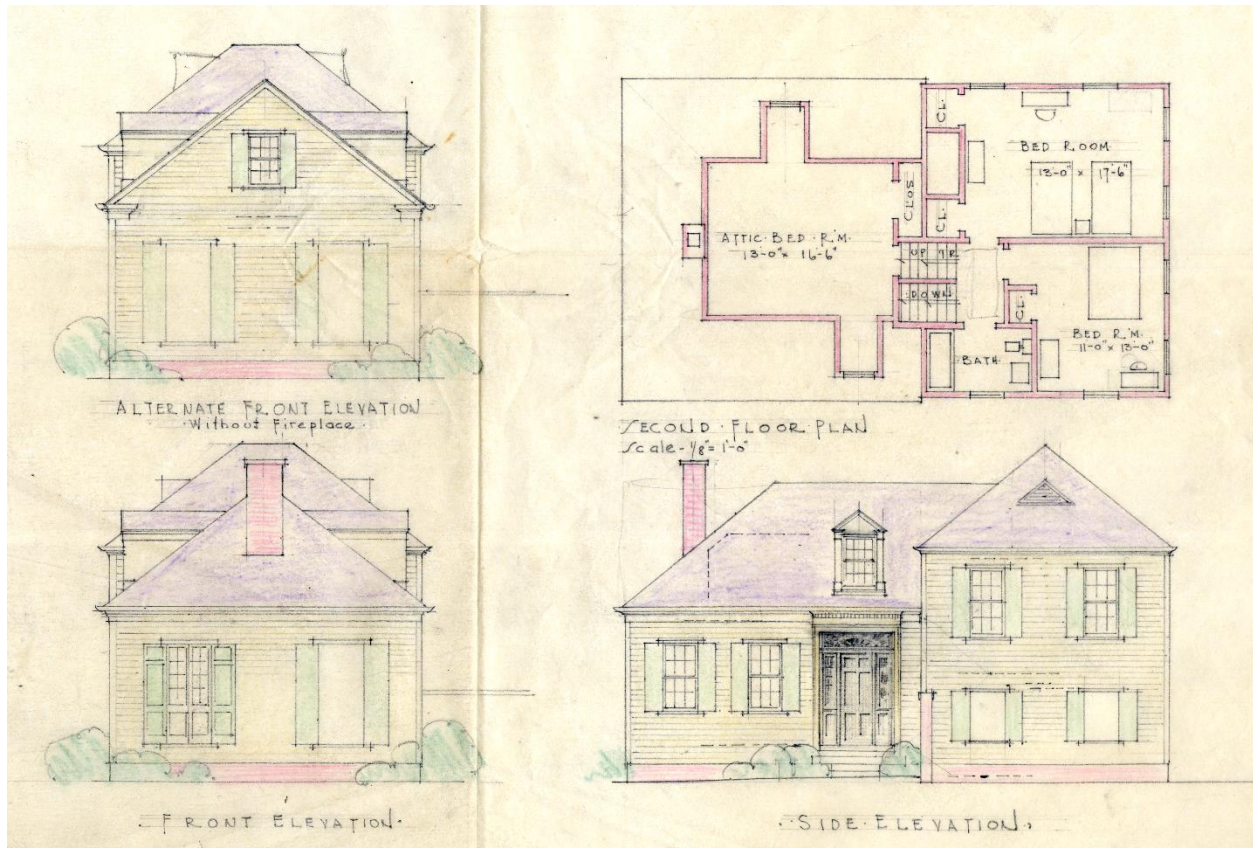 ALTERNATE FRONT ELEVATION
·Without Fireplace·
·FRONT ELEVATION·
CL.
BED ROOM
13'-0" × 17'-6"
CLOS
CL.
ATTIC·BED·R'M·
13'-0" × 16'-6"
UP 7R
DOWN
CL.
BED R'M·
11'-0" × 13'-0"
·BATH·
SECOND·FLOOR·PLAN
Scale - 1/8" = 1'-0"
·SIDE·ELEVATION·